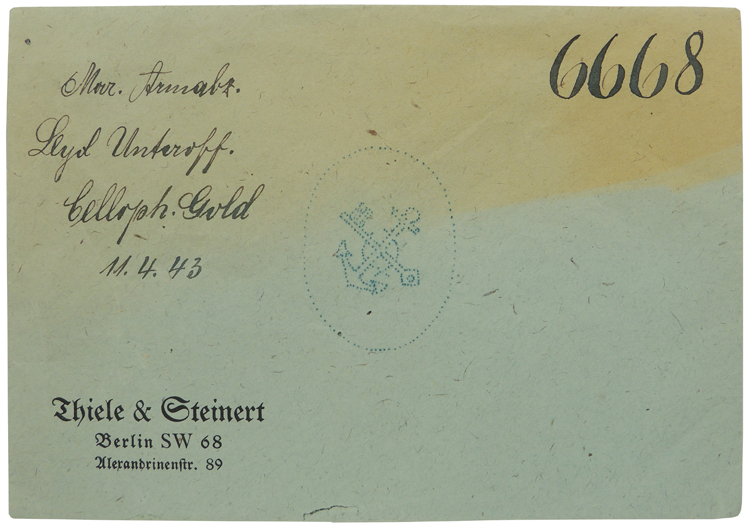 6668
Mar. Armabz.
Llyd Unteroff.
Celloph. Gold
11. 4. 43
Thiele & Steinert
Berlin SW 68
Alexandrinenstr. 89